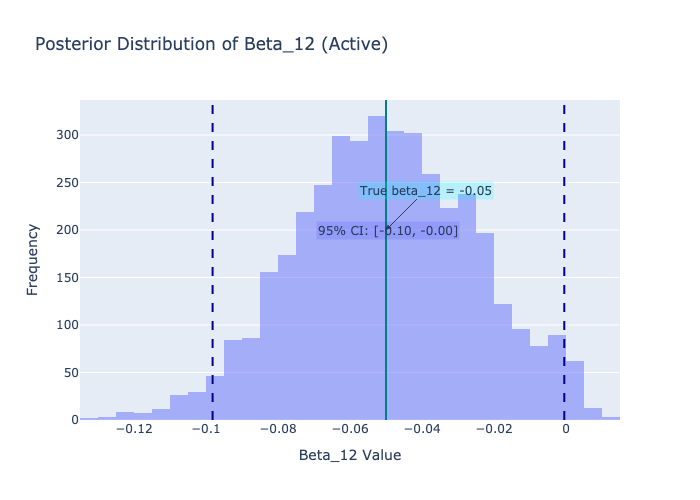 Posterior Distribution of Beta_12 (Active)
300
250
200
150
100
50
0
Frequency
True beta_12 = -0.05
95% CI: [-0.10, -0.00]
−0.12
−0.1
−0.08
−0.06
−0.04
−0.02
0
Beta_12 Value